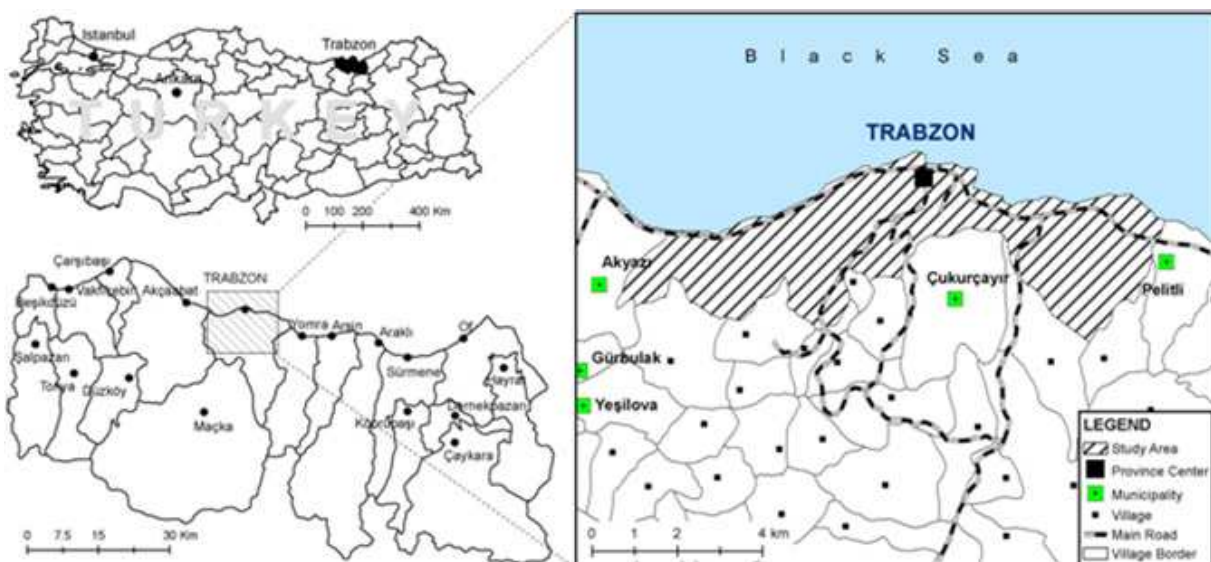 Istanbul
Trabzon
Ankara
TURKEY
0 100 200 400 Km
Çarşıbaşı
Beşikdüzü
Vakfıkebir
Akçaabat
TRABZON
Yomra
Arsin
Araklı
Of
Şalpazarı
Tonya
Düzköy
Sürmene
Hayrat
Maçka
Köprübaşı
Dernekpazarı
Çaykara
0 7.5 15 30 Km
Black Sea
TRABZON
Akyazı
Çukurçayır
Pelitli
Gürbulak
Yeşilova
0 1 2 4 km
LEGEND
Study Area
Province Center
Municipality
Village
Main Road
Village Border